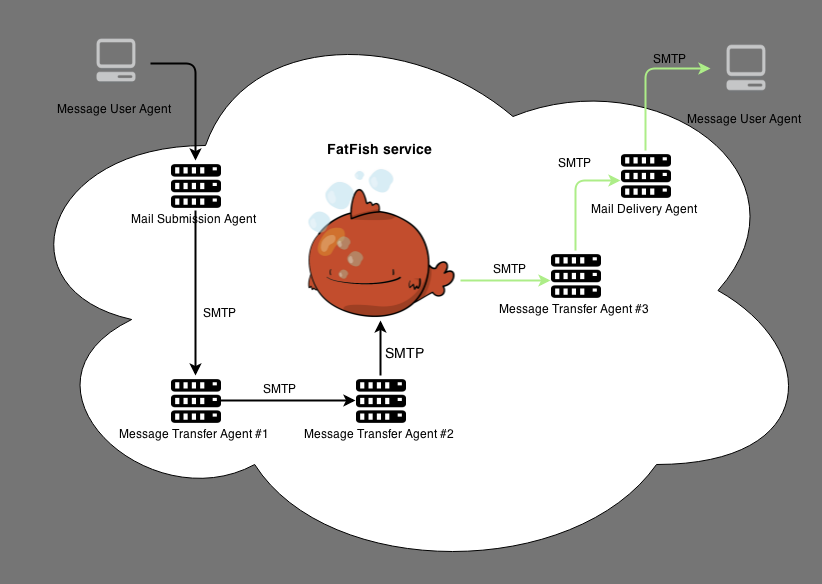 Message User Agent
SMTP
Message User Agent
FatFish service
SMTP
Mail Submission Agent
Mail Delivery Agent
SMTP
SMTP
Message Transfer Agent #3
SMTP
SMTP
Message Transfer Agent #1
Message Transfer Agent #2